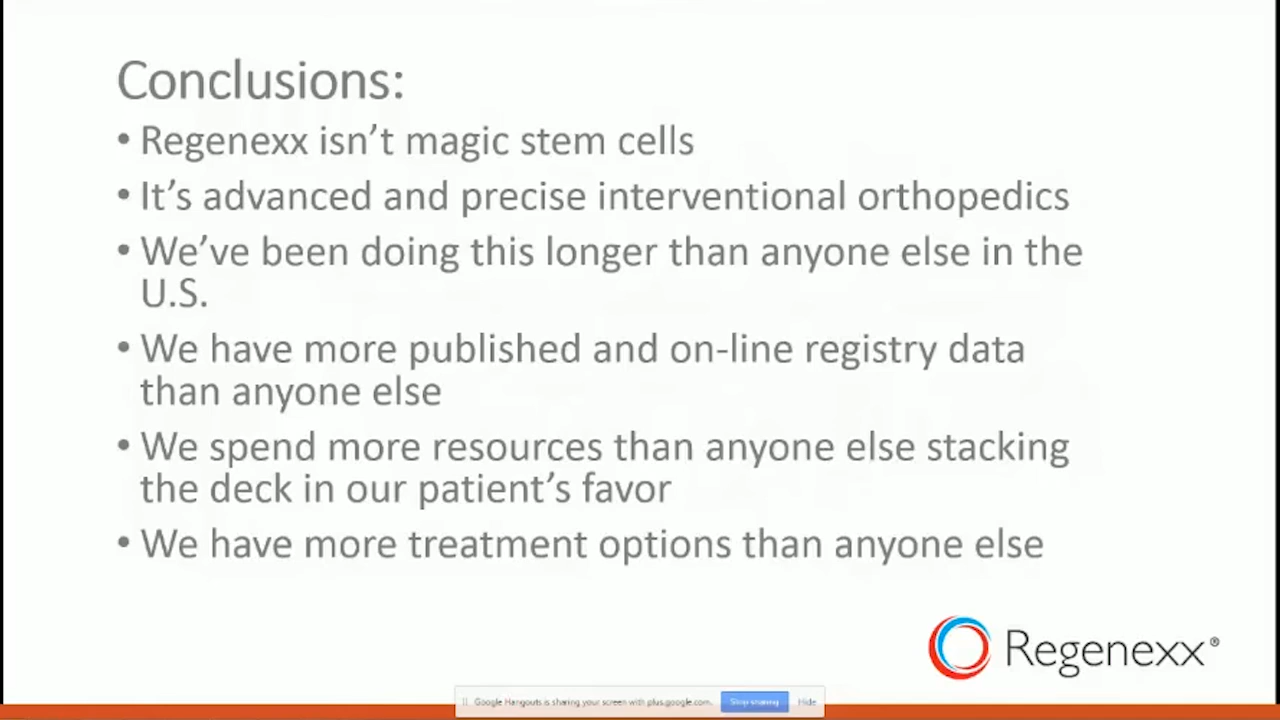 Conclusions:
• Regenexx isn’t magic stem cells
• It’s advanced and precise interventional orthopedics
• We’ve been doing this longer than anyone else in the
U.S.
• We have more published and on-line registry data
than anyone else
• We spend more resources than anyone else stacking
the deck in our patient’s favor
• We have more treatment options than anyone else
Regenexx®
Google Hangouts is sharing your screen with plus.google.com. Stop sharing Hide